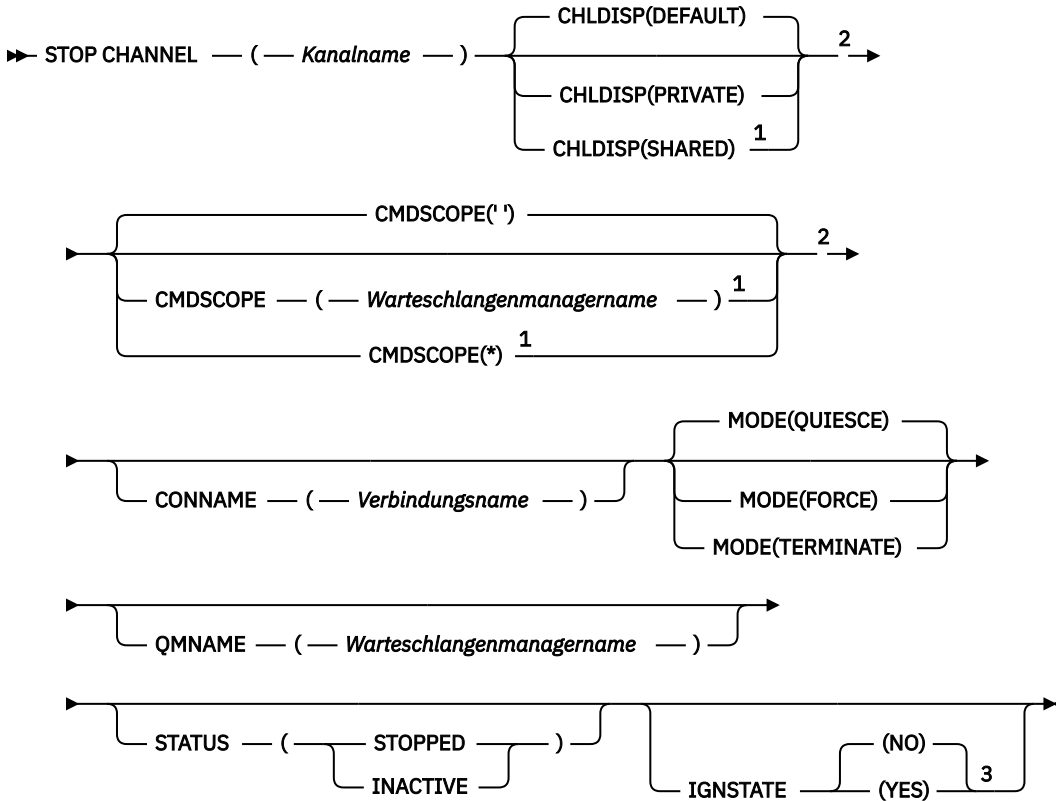 CHLDISP(DEFAULT)
STOP CHANNEL ( Kanalname ) 2
CHLDISP(PRIVATE)
CHLDISP(SHARED) 1
CMDSCOPE(' ')
2
CMDSCOPE ( Warteschlangenmanagername ) 1
CMDSCOPE(*) 1
MODE(QUIESCE)
CONNAME ( Verbindungsname ) MODE(FORCE)
MODE(TERMINATE)
QMNAME ( Warteschlangenmanagername )
STATUS ( STOPPED ) (NO)
INACTIVE IGNSTATE (YES) 3